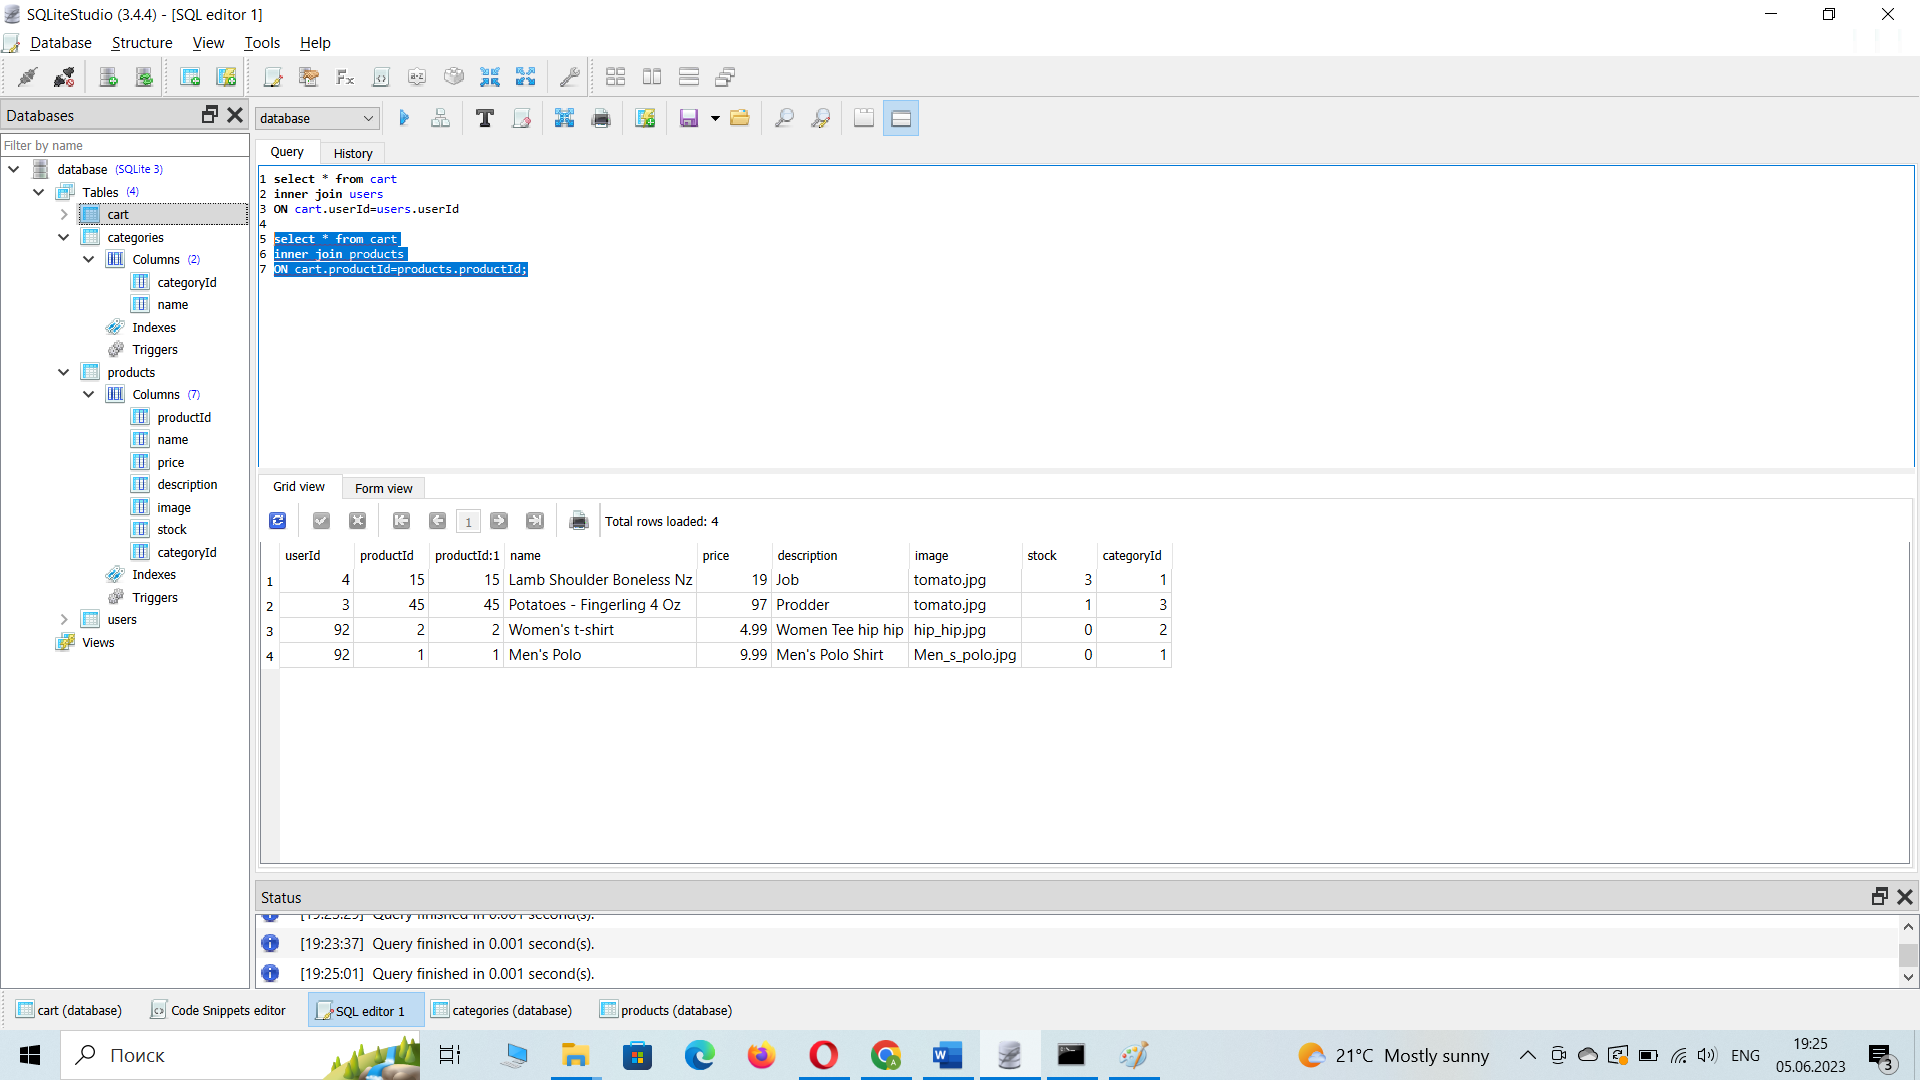 SQLiteStudio (3.4.4) - [SQL editor 1]
Database Structure View Tools Help
Databases
database
Filter by name
Query History
database (SQLite 3)
Tables (4)
cart
categories
Columns (2)
categoryId
name
Indexes
Triggers
products
Columns (7)
productId
name
price
description
image
stock
categoryId
Indexes
Triggers
users
Views
1 select * from cart
2 inner join users
3 ON cart.userId=users.userId
4
5 select * from cart
6 inner join products
7 ON cart.productId=products.productId;
Grid view Form view
1 Total rows loaded: 4
userId productId productId:1 name price description image stock categoryId
1 4 15 15 Lamb Shoulder Boneless Nz 19 Job tomato.jpg 3 1
2 3 45 45 Potatoes - Fingerling 4 Oz 97 Prodder tomato.jpg 1 3
3 92 2 2 Women's t-shirt 4.99 Women Tee hip hip hip_hip.jpg 0 2
4 92 1 1 Men's Polo 9.99 Men's Polo Shirt Men_s_polo.jpg 0 1
Status
[19:23:29] Query finished in 0.001 second(s).
[19:23:37] Query finished in 0.001 second(s).
[19:25:01] Query finished in 0.001 second(s).
cart (database) Code Snippets editor SQL editor 1 categories (database) products (database)
Поиск
21°C Mostly sunny
ENG
19:25
05.06.2023
3